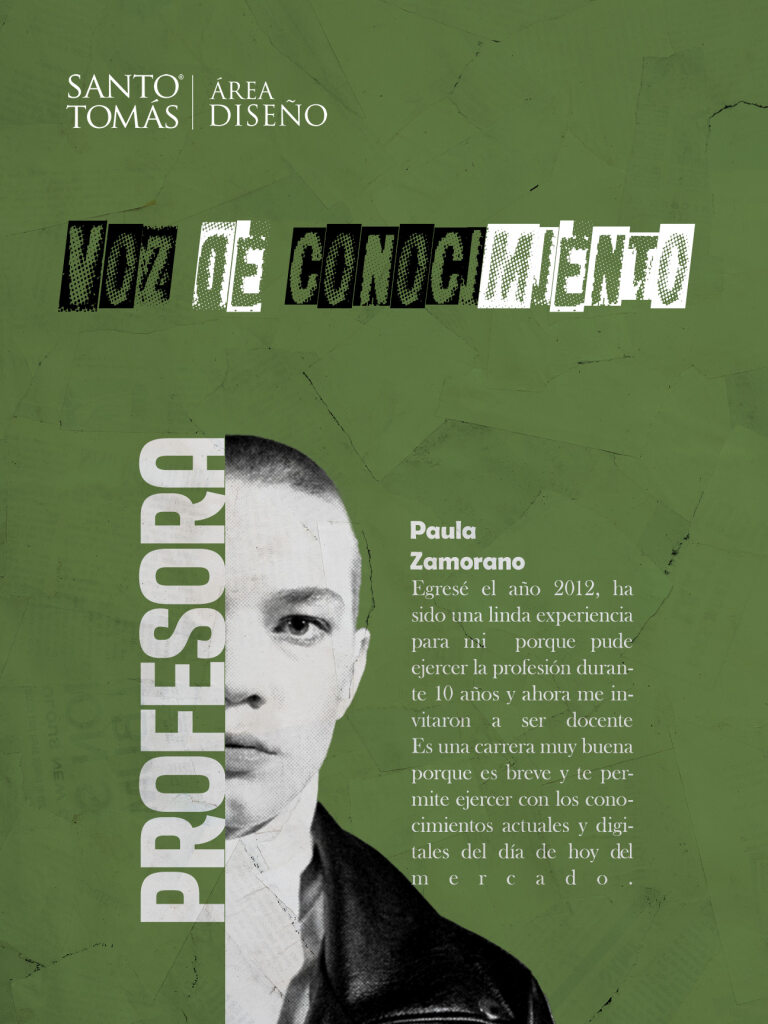 SANTO®
TOMÁS
ÁREA
DISEÑO
VOZ DE CONOCIMIENTO
PROFESORA
Paula
Zamorano
Egresé el año 2012, ha
sido una linda experiencia
para mi porque pude
ejercer la profesión duran-
te 10 años y ahora me in-
vitaron a ser docente
Es una carrera muy buena
porque es breve y te per-
mite ejercer con los cono-
cimientos actuales y digi-
tales del día de hoy del
mercado.